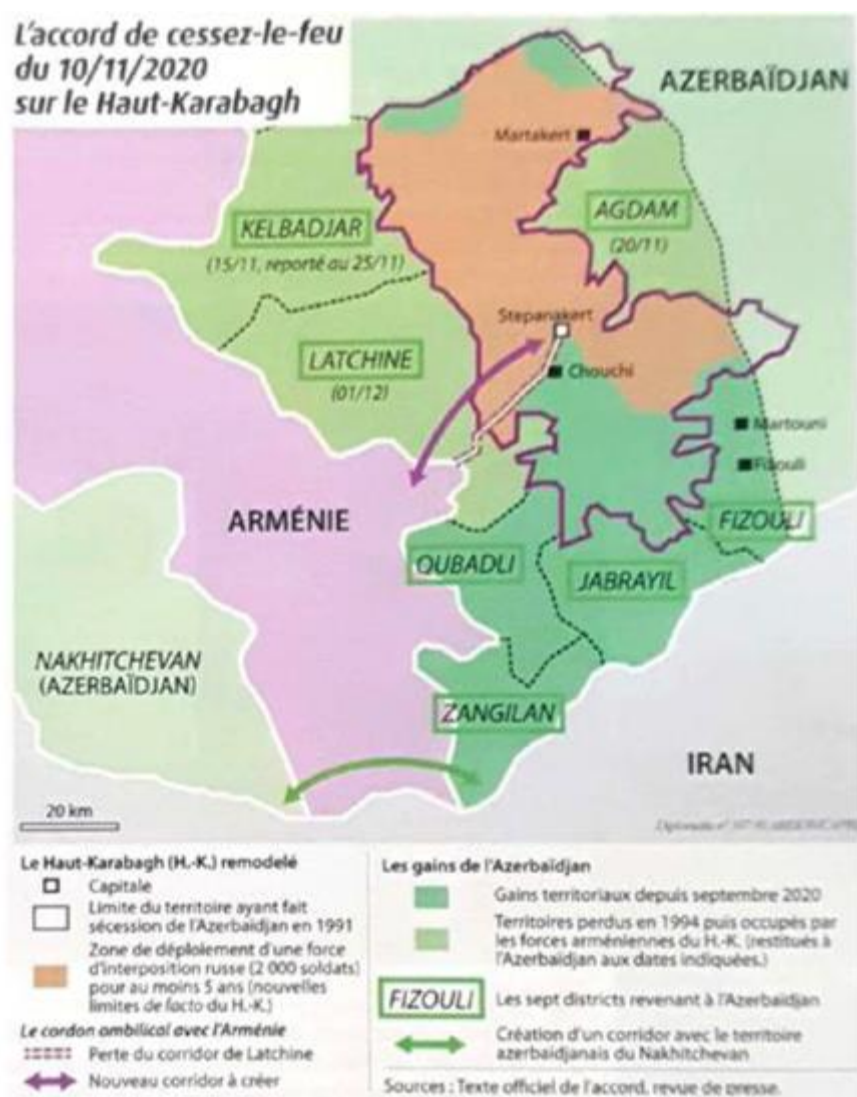 L'accord de cessez-le-feu
du 10/11/2020
sur le Haut-Karabagh
AZERBAÏDJAN
Martakert
KELBADJAR
(15/11, reporté au 25/11)
AGDAM
(20/11)
Stepanakert
LATCHINE
(01/12)
Chouchi
Martouni
Fizouli
ARMÉNIE
FIZOULI
OUBADLI
JABRAYIL
NAKHITCHEVAN
(AZERBAÏDJAN)
ZANGILAN
IRAN
20 km
Le Haut-Karabagh (H.-K.) remodelé
Capitale
Limite du territoire ayant fait
sécession de l'Azerbaïdjan en 1991
Zone de déploiement d'une force
d'interposition russe (2 000 soldats)
pour au moins 5 ans (nouvelles
limites de facto du H.-K.)
Le cordon ombilical avec l'Arménie
Perte du corridor de Latchine
Nouveau corridor à créer
Les gains de l'Azerbaïdjan
Gains territoriaux depuis septembre 2020
Territoires perdus en 1994 puis occupés par
les forces arméniennes du H.-K. (restitués à
l'Azerbaïdjan aux dates indiquées.)
FIZOULI
Les sept districts revenant à l'Azerbaïdjan
Création d'un corridor avec le territoire
azerbaïdjanais du Nakhitchevan
Sources : Texte officiel de l'accord, revue de presse.